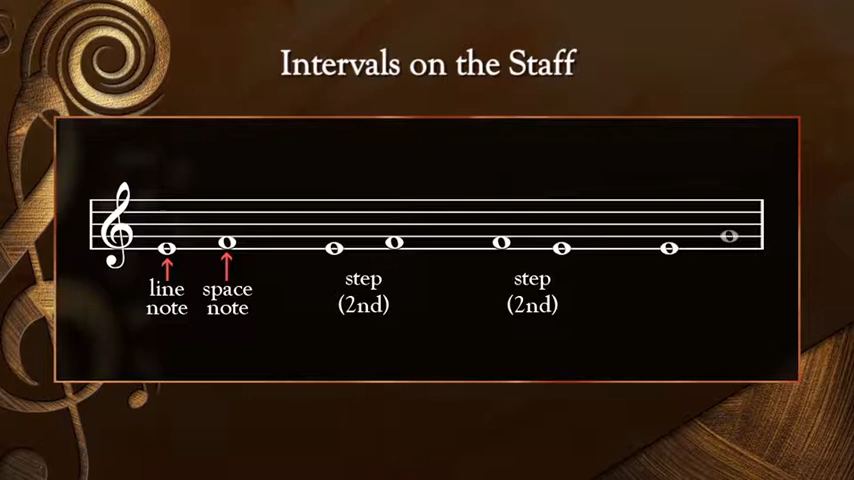 Intervals on the Staff
line space
note note
step
(2nd)
step
(2nd)